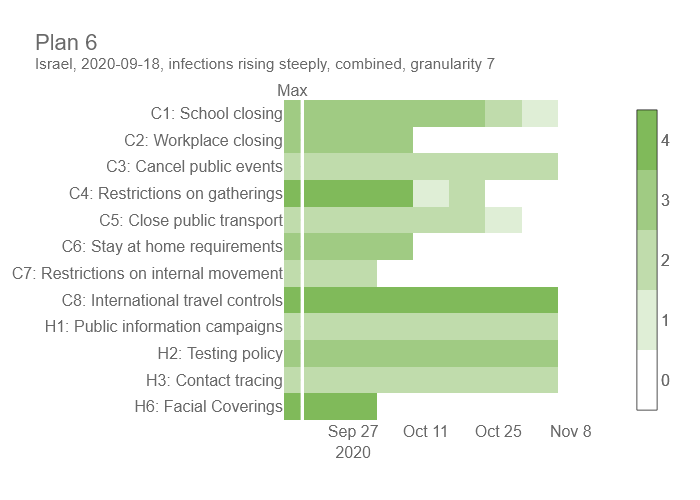 Plan 6
Israel, 2020-09-18, infections rising steeply, combined, granularity 7
Max
C1: School closing
C2: Workplace closing
C3: Cancel public events
C4: Restrictions on gatherings
C5: Close public transport
C6: Stay at home requirements
C7: Restrictions on internal movement
C8: International travel controls
H1: Public information campaigns
H2: Testing policy
H3: Contact tracing
H6: Facial Coverings
Sep 27 Oct 11 Oct 25 Nov 8
2020
4
3
2
1
0